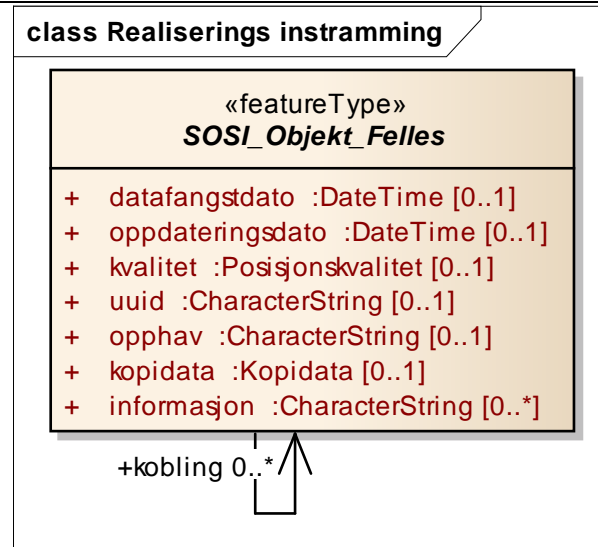 class Realiserings instramming
«featureType»
SOSI_Objekt_Felles
+ datafangstdato :DateTime [0..1]
+ oppdateringsdato :DateTime [0..1]
+ kvalitet :Posisjonskvalitet [0..1]
+ uuid :CharacterString [0..1]
+ opphav :CharacterString [0..1]
+ kopidata :Kopidata [0..1]
+ informasjon :CharacterString [0..*]
+kobling 0..*